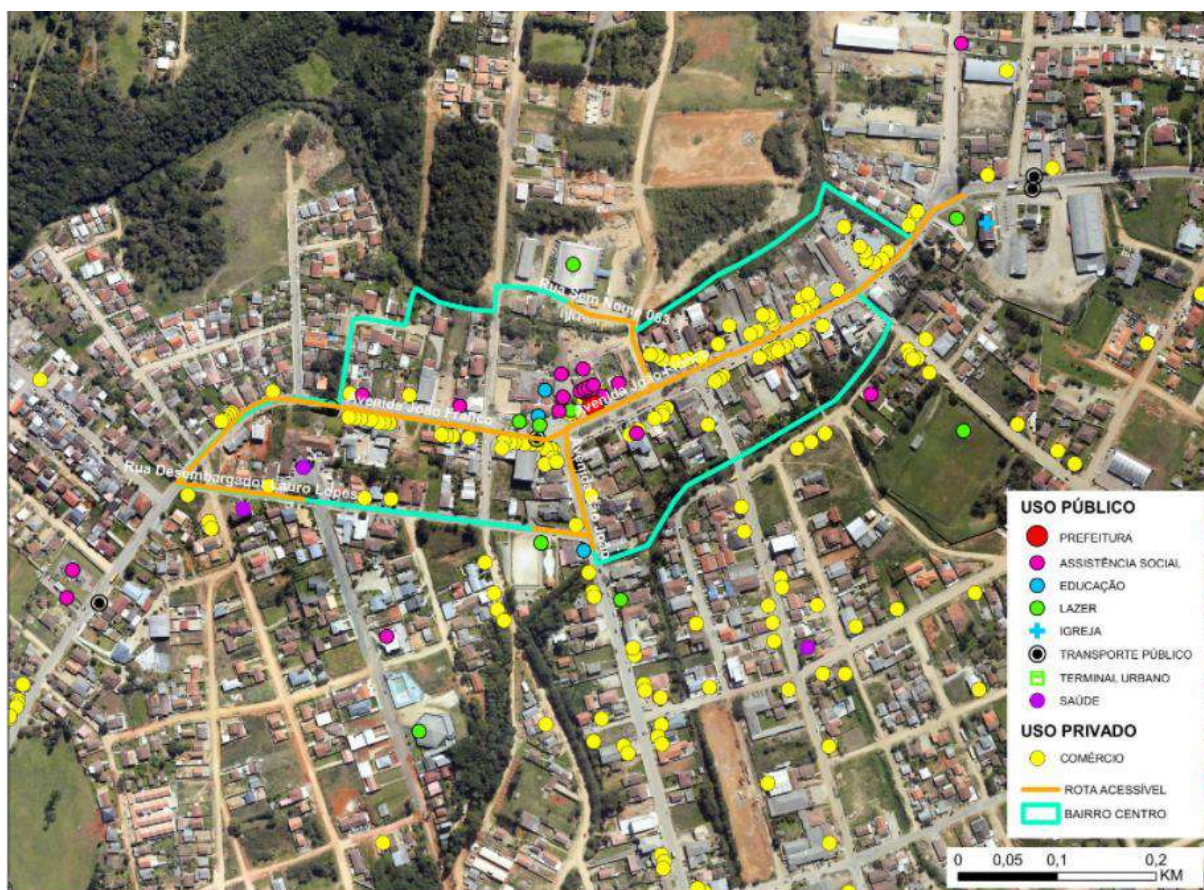 Rua Sem Nome 063
Avenida João Franco
Avenida João Franco
Rua Desembargador Lauro Lopes
USO PÚBLICO
PREFEITURA
ASSISTÊNCIA SOCIAL
EDUCAÇÃO
LAZER
IGREJA
TRANSPORTE PÚBLICO
TERMINAL URBANO
SAÚDE
USO PRIVADO
COMÉRCIO
ROTA ACESSÍVEL
BAIRRO CENTRO
0 0,05 0,1 0,2
KM